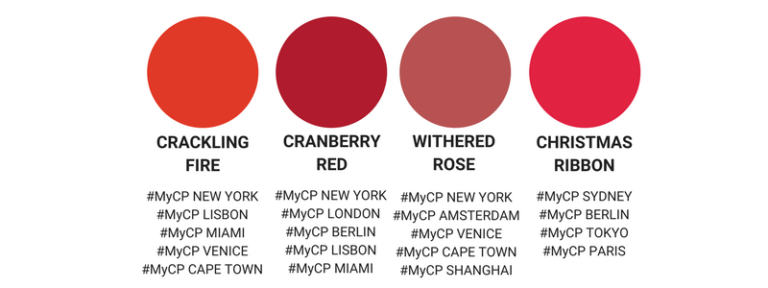 CRACKLING
FIRE
#MyCP NEW YORK
#MyCP LISBON
#MyCP MIAMI
#MyCP VENICE
#MyCP CAPE TOWN
CRANBERRY
RED
#MyCP NEW YORK
#MyCP LONDON
#MyCP BERLIN
#MyCP LISBON
#MyCP MIAMI
WITHERED
ROSE
#MyCP NEW YORK
#MyCP AMSTERDAM
#MyCP VENICE
#MyCP CAPE TOWN
#MyCP SHANGHAI
CHRISTMAS
RIBBON
#MyCP SYDNEY
#MyCP BERLIN
#MyCP TOKYO
#MyCP PARIS